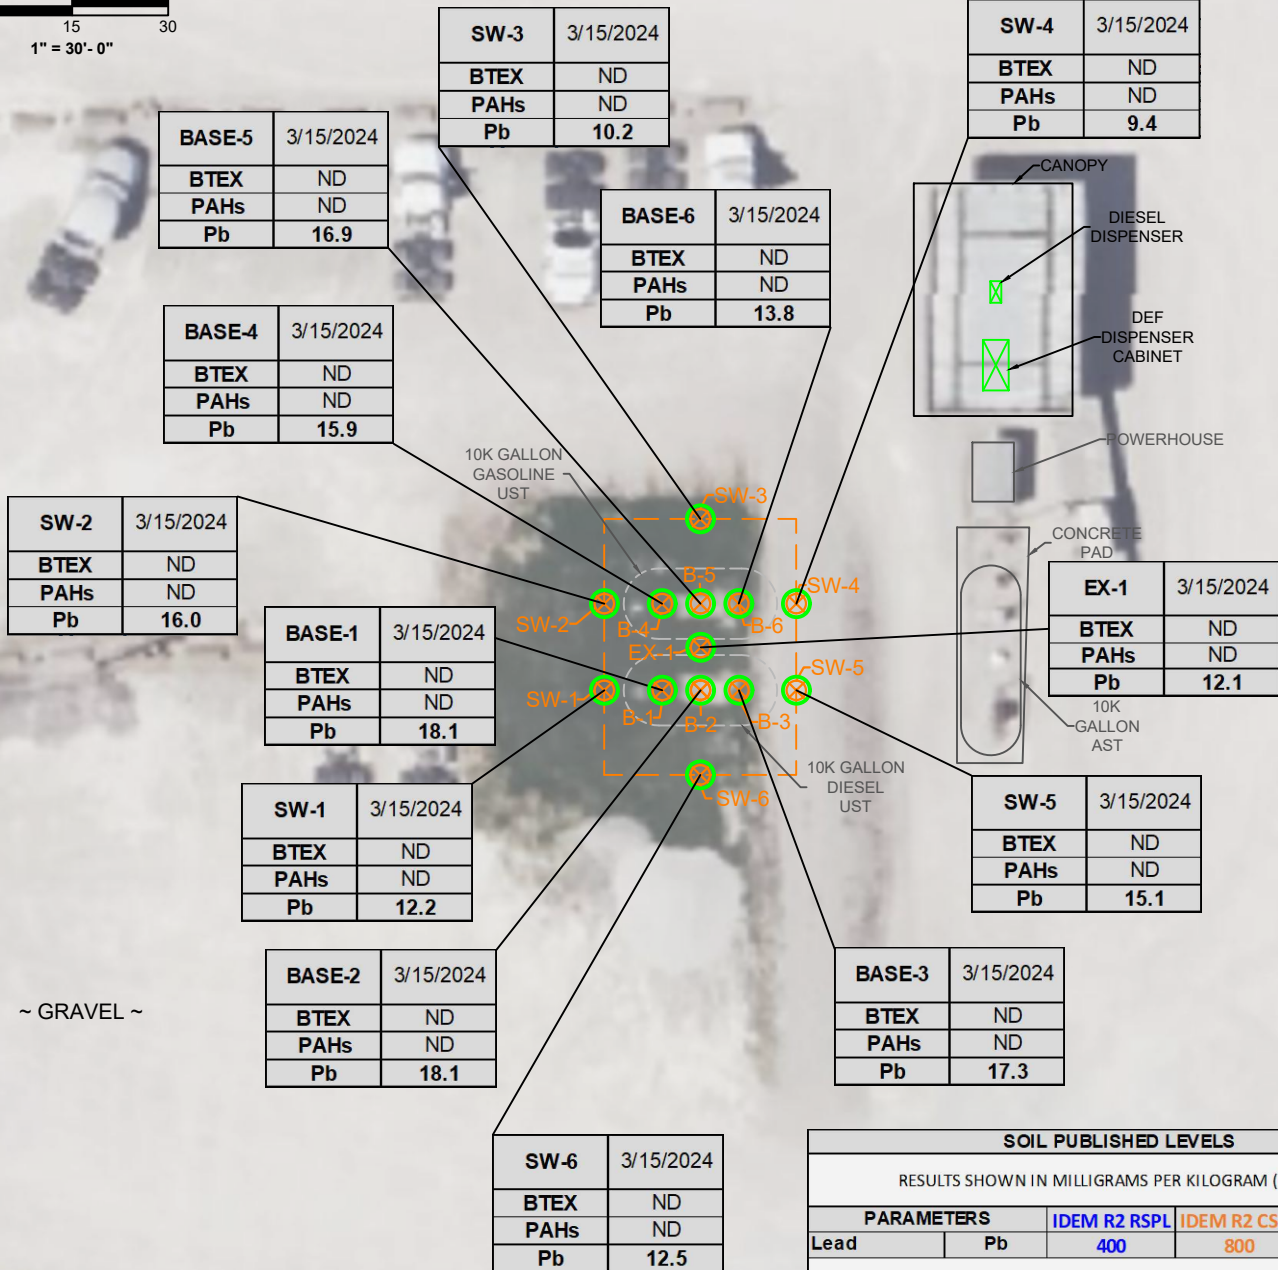 15 30
1" = 30'- 0"
SW-3 3/15/2024
BTEX ND
PAHs ND
Pb 10.2
SW-4 3/15/2024
BTEX ND
PAHs ND
Pb 9.4
BASE-5 3/15/2024
BTEX ND
PAHs ND
Pb 16.9
BASE-6 3/15/2024
BTEX ND
PAHs ND
Pb 13.8
CANOPY
DIESEL
DISPENSER
DEF
DISPENSER
CABINET
BASE-4 3/15/2024
BTEX ND
PAHs ND
Pb 15.9
POWERHOUSE
10K GALLON
GASOLINE
UST
SW-2 3/15/2024
BTEX ND
PAHs ND
Pb 16.0
CONCRETE
PAD
EX-1 3/15/2024
BTEX ND
PAHs ND
Pb 12.1
10K
GALLON
AST
SW-3
B-5
SW-4
SW-2
B-4
B-6
EX-1
SW-5
SW-1
B-1
B-2
B-3
SW-6
BASE-1 3/15/2024
BTEX ND
PAHs ND
Pb 18.1
10K GALLON
DIESEL
UST
SW-1 3/15/2024
BTEX ND
PAHs ND
Pb 12.2
SW-5 3/15/2024
BTEX ND
PAHs ND
Pb 15.1
BASE-2 3/15/2024
BTEX ND
PAHs ND
Pb 18.1
BASE-3 3/15/2024
BTEX ND
PAHs ND
Pb 17.3
~ GRAVEL ~
SW-6 3/15/2024
BTEX ND
PAHs ND
Pb 12.5
SOIL PUBLISHED LEVELS
RESULTS SHOWN IN MILLIGRAMS PER KILOGRAM (
PARAMETERS IDEM R2 RSPL IDEM R2 CS
Lead Pb 400 800